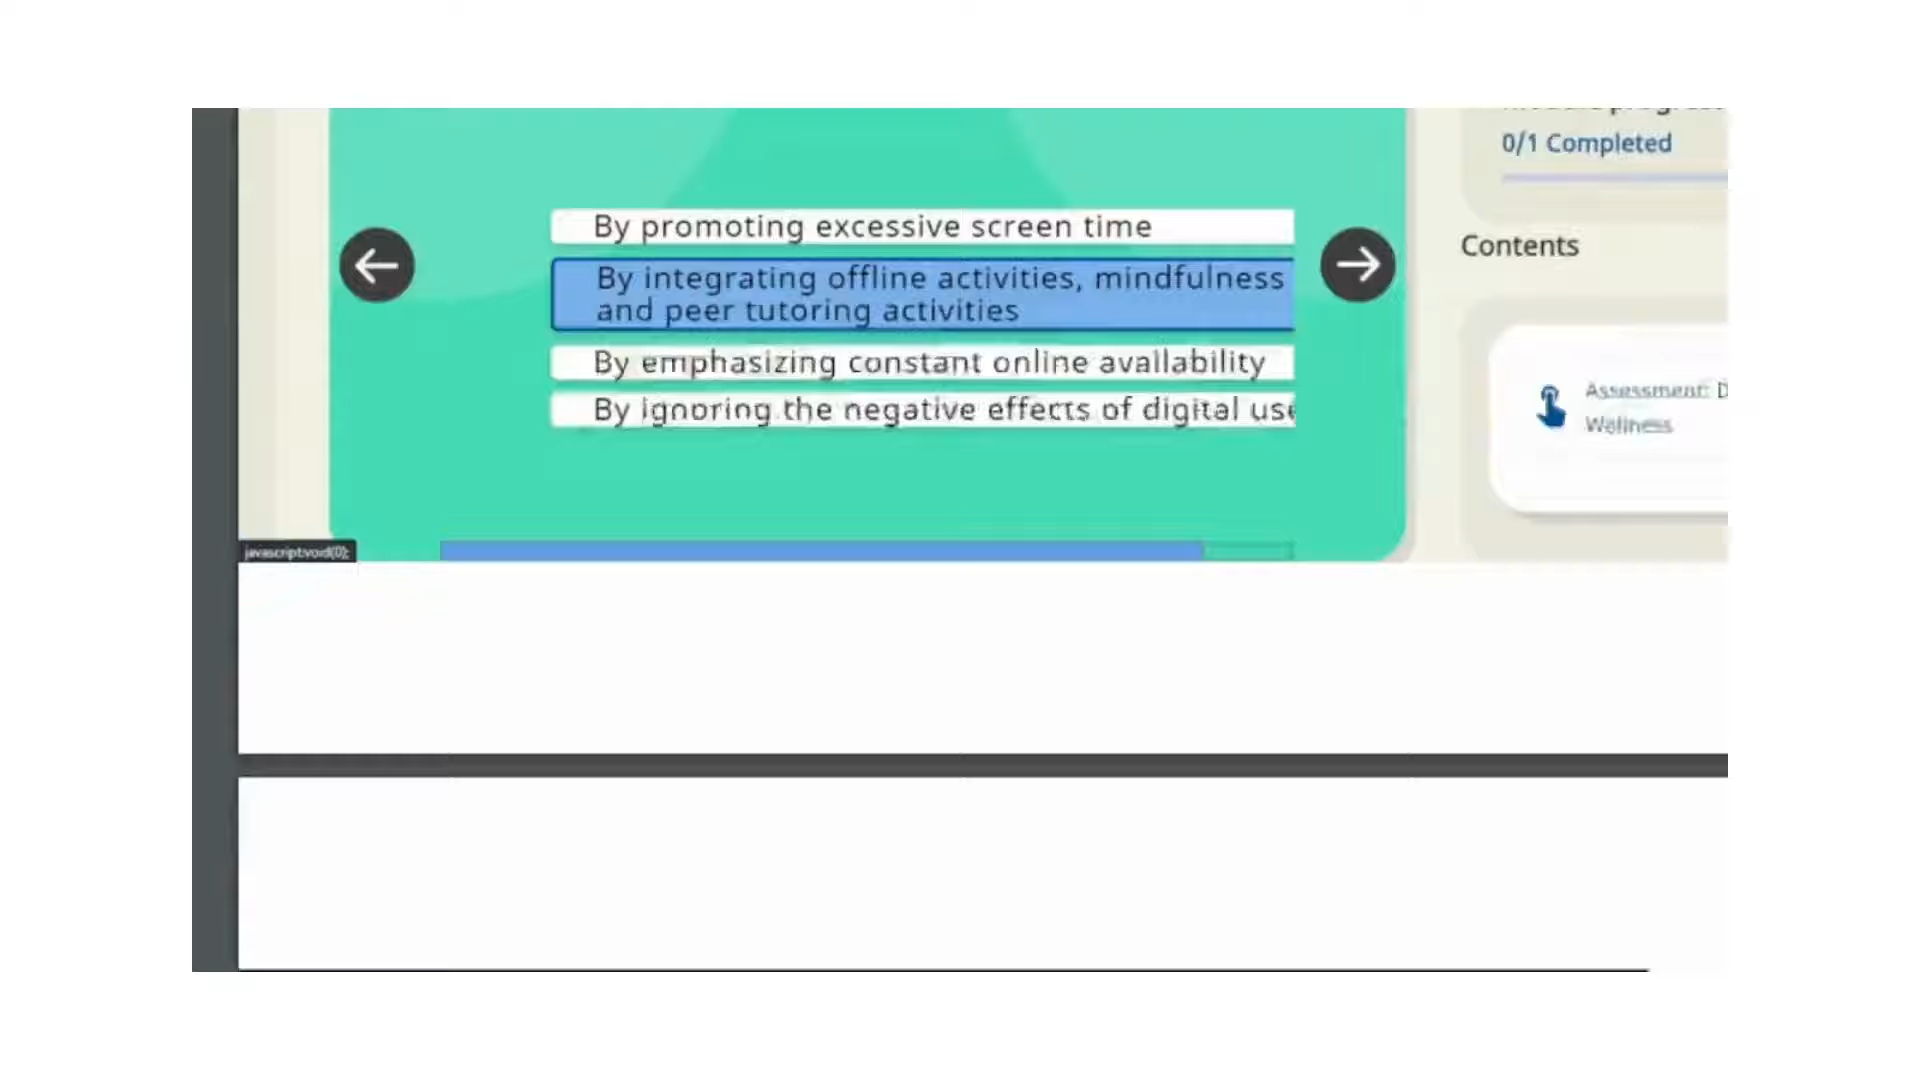 0/1 Completed
By promoting excessive screen time
Contents
By integrating offline activities, mindfulness
and peer tutoring activities
By emphasizing constant online availability
By ignoring the negative effects of digital use
Assessment: D
Wellness
javascript:void(0);